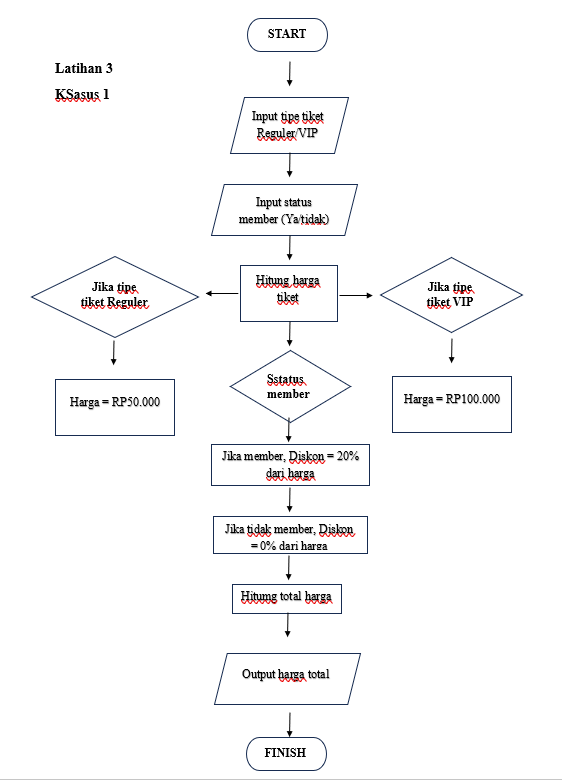 START
Latihan 3
KSasus 1
Input tipe tiket
Reguler/VIP
Input status
member (Ya/tidak)
Jika tipe
tiket Reguler
Hitung harga
tiket
Jika tipe
tiket VIP
Harga = RP50.000
Sstatus
member
Harga = RP100.000
Jika member, Diskon = 20%
dari harga
Jika tidak member, Diskon
= 0% dari harga
Hitumg total harga
Output harga total
FINISH